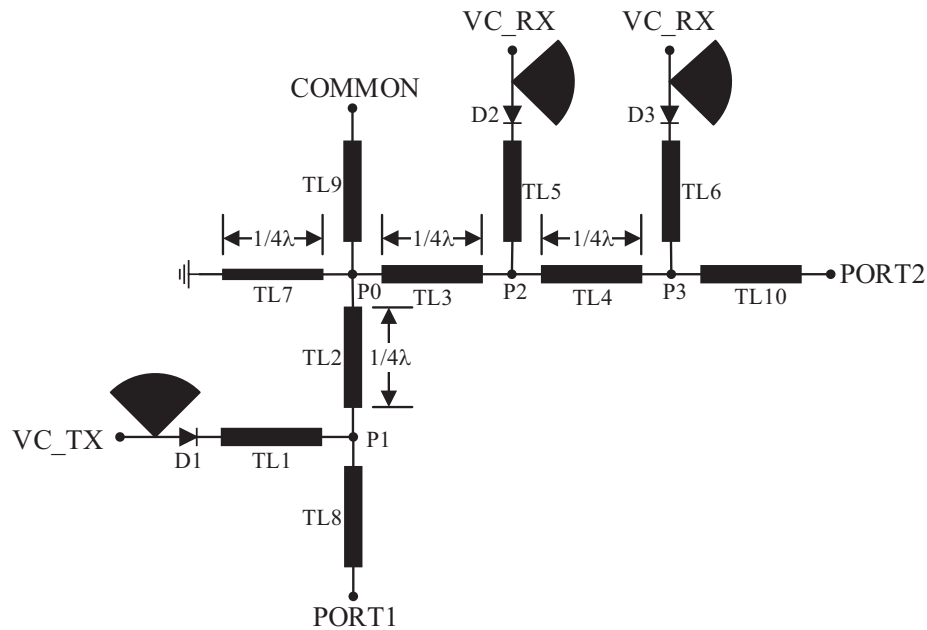 VC_RX
VC_RX
COMMON
D2
D3
TL9
TL5
TL6
1/4λ
1/4λ
1/4λ
TL7
P0
TL3
P2
TL4
P3
TL10
PORT2
TL2
1/4λ
VC_TX
D1
TL1
P1
TL8
PORT1